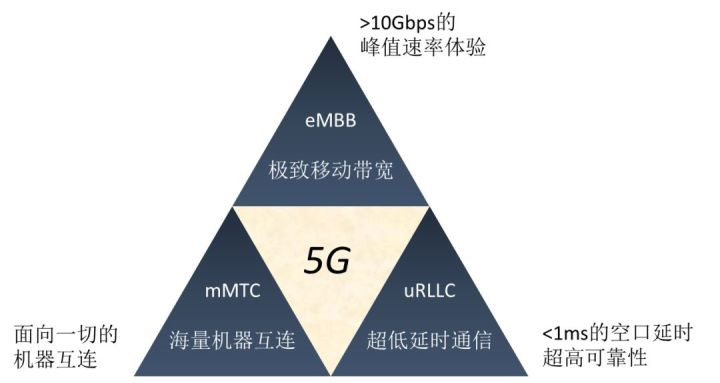 >10Gbps的
峰值速率体验
eMBB
极致移动带宽
5G
mMTC
海量机器互连
uRLLC
超低延时通信
面向一切的
机器互连
<1ms的空口延时
超高可靠性